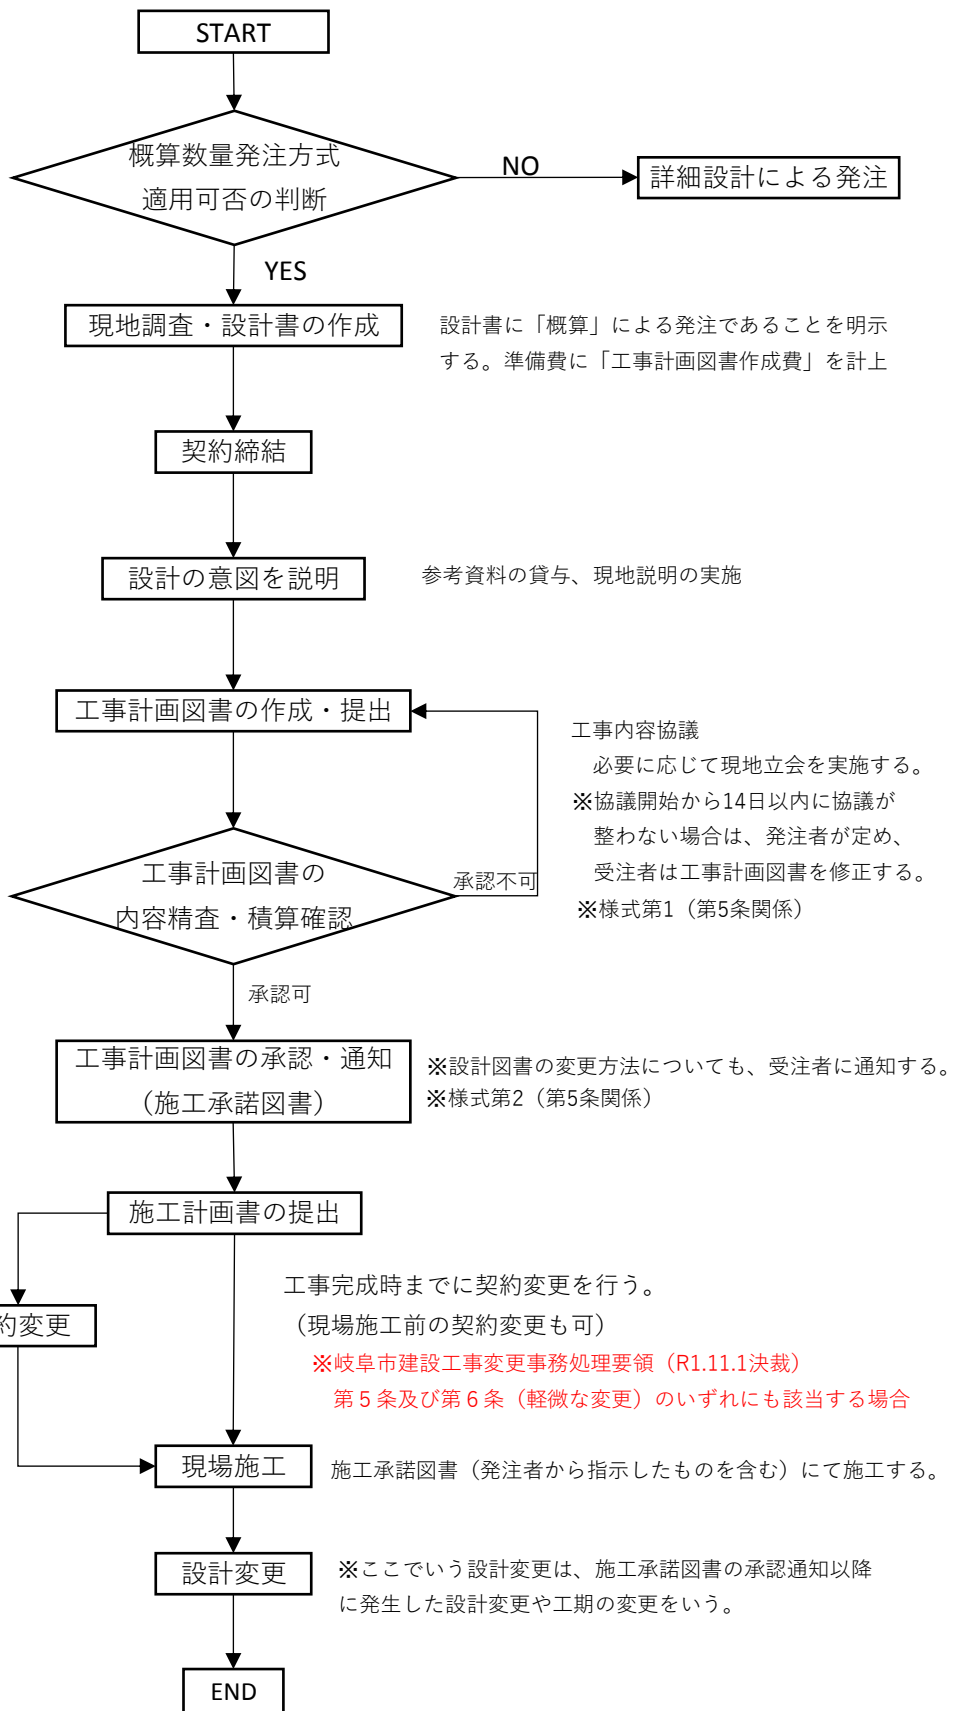 START
概算数量発注方式
適用可否の判断
NO
詳細設計による発注
YES
現地調査・設計書の作成
設計書に「概算」による発注であることを明示
する。準備費に「工事計画図書作成費」を計上
契約締結
設計の意図を説明
参考資料の貸与、現地説明の実施
工事計画図書の作成・提出
工事内容協議
必要に応じて現地立会を実施する。
※協議開始から14日以内に協議が
整わない場合は、発注者が定め、
受注者は工事計画図書を修正する。
※様式第1（第5条関係）
工事計画図書の
内容精査・積算確認
承認不可
承認可
工事計画図書の承認・通知
（施工承諾図書）
※設計図書の変更方法についても、受注者に通知する。
※様式第2（第5条関係）
施工計画書の提出
約変更
工事完成時までに契約変更を行う。
（現場施工前の契約変更も可）
※岐阜市建設工事変更事務処理要領（R1.11.1決裁）
第５条及び第６条（軽微な変更）のいずれにも該当する場合
現場施工
施工承諾図書（発注者から指示したものを含む）にて施工する。
設計変更
※ここでいう設計変更は、施工承諾図書の承認通知以降
に発生した設計変更や工期の変更をいう。
END